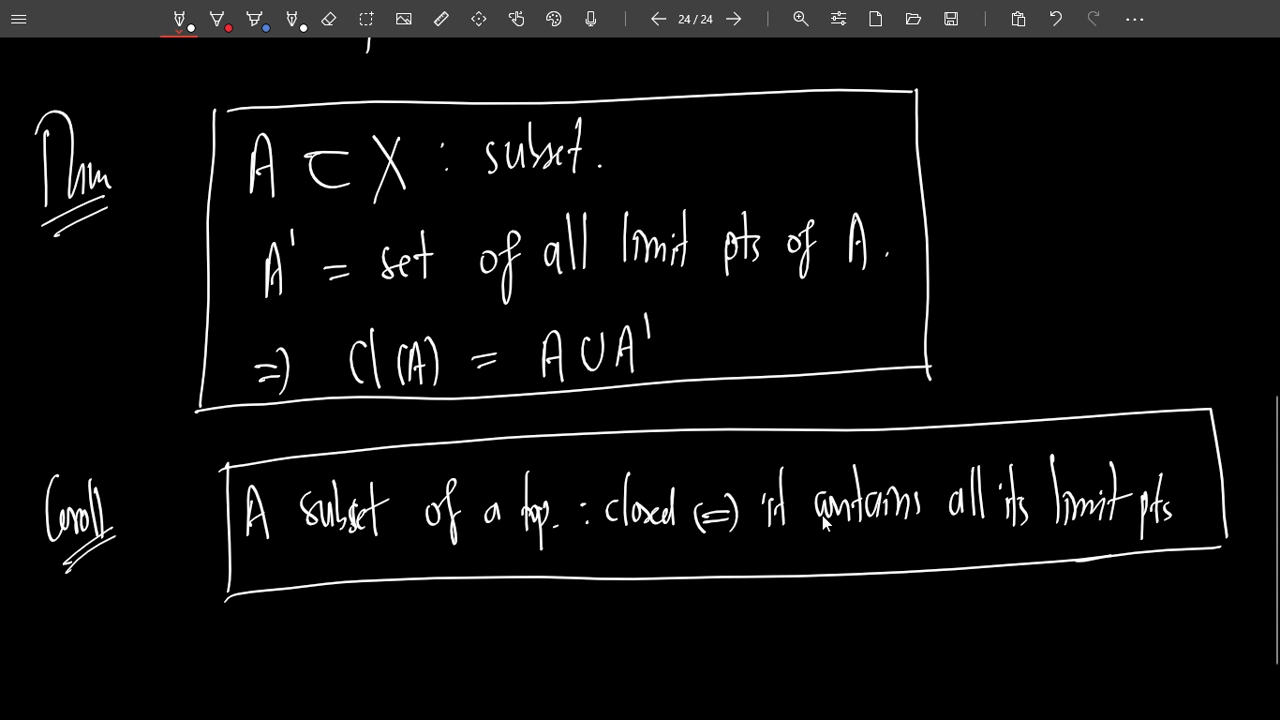 24 / 24
Thm
A ⊂ X : subset.
A' = set of all limit pts of A.
⇒ Cl (A) = A ∪ A'
Coroll
A subset of a top. : closed (⇒) it contains all its limit pts